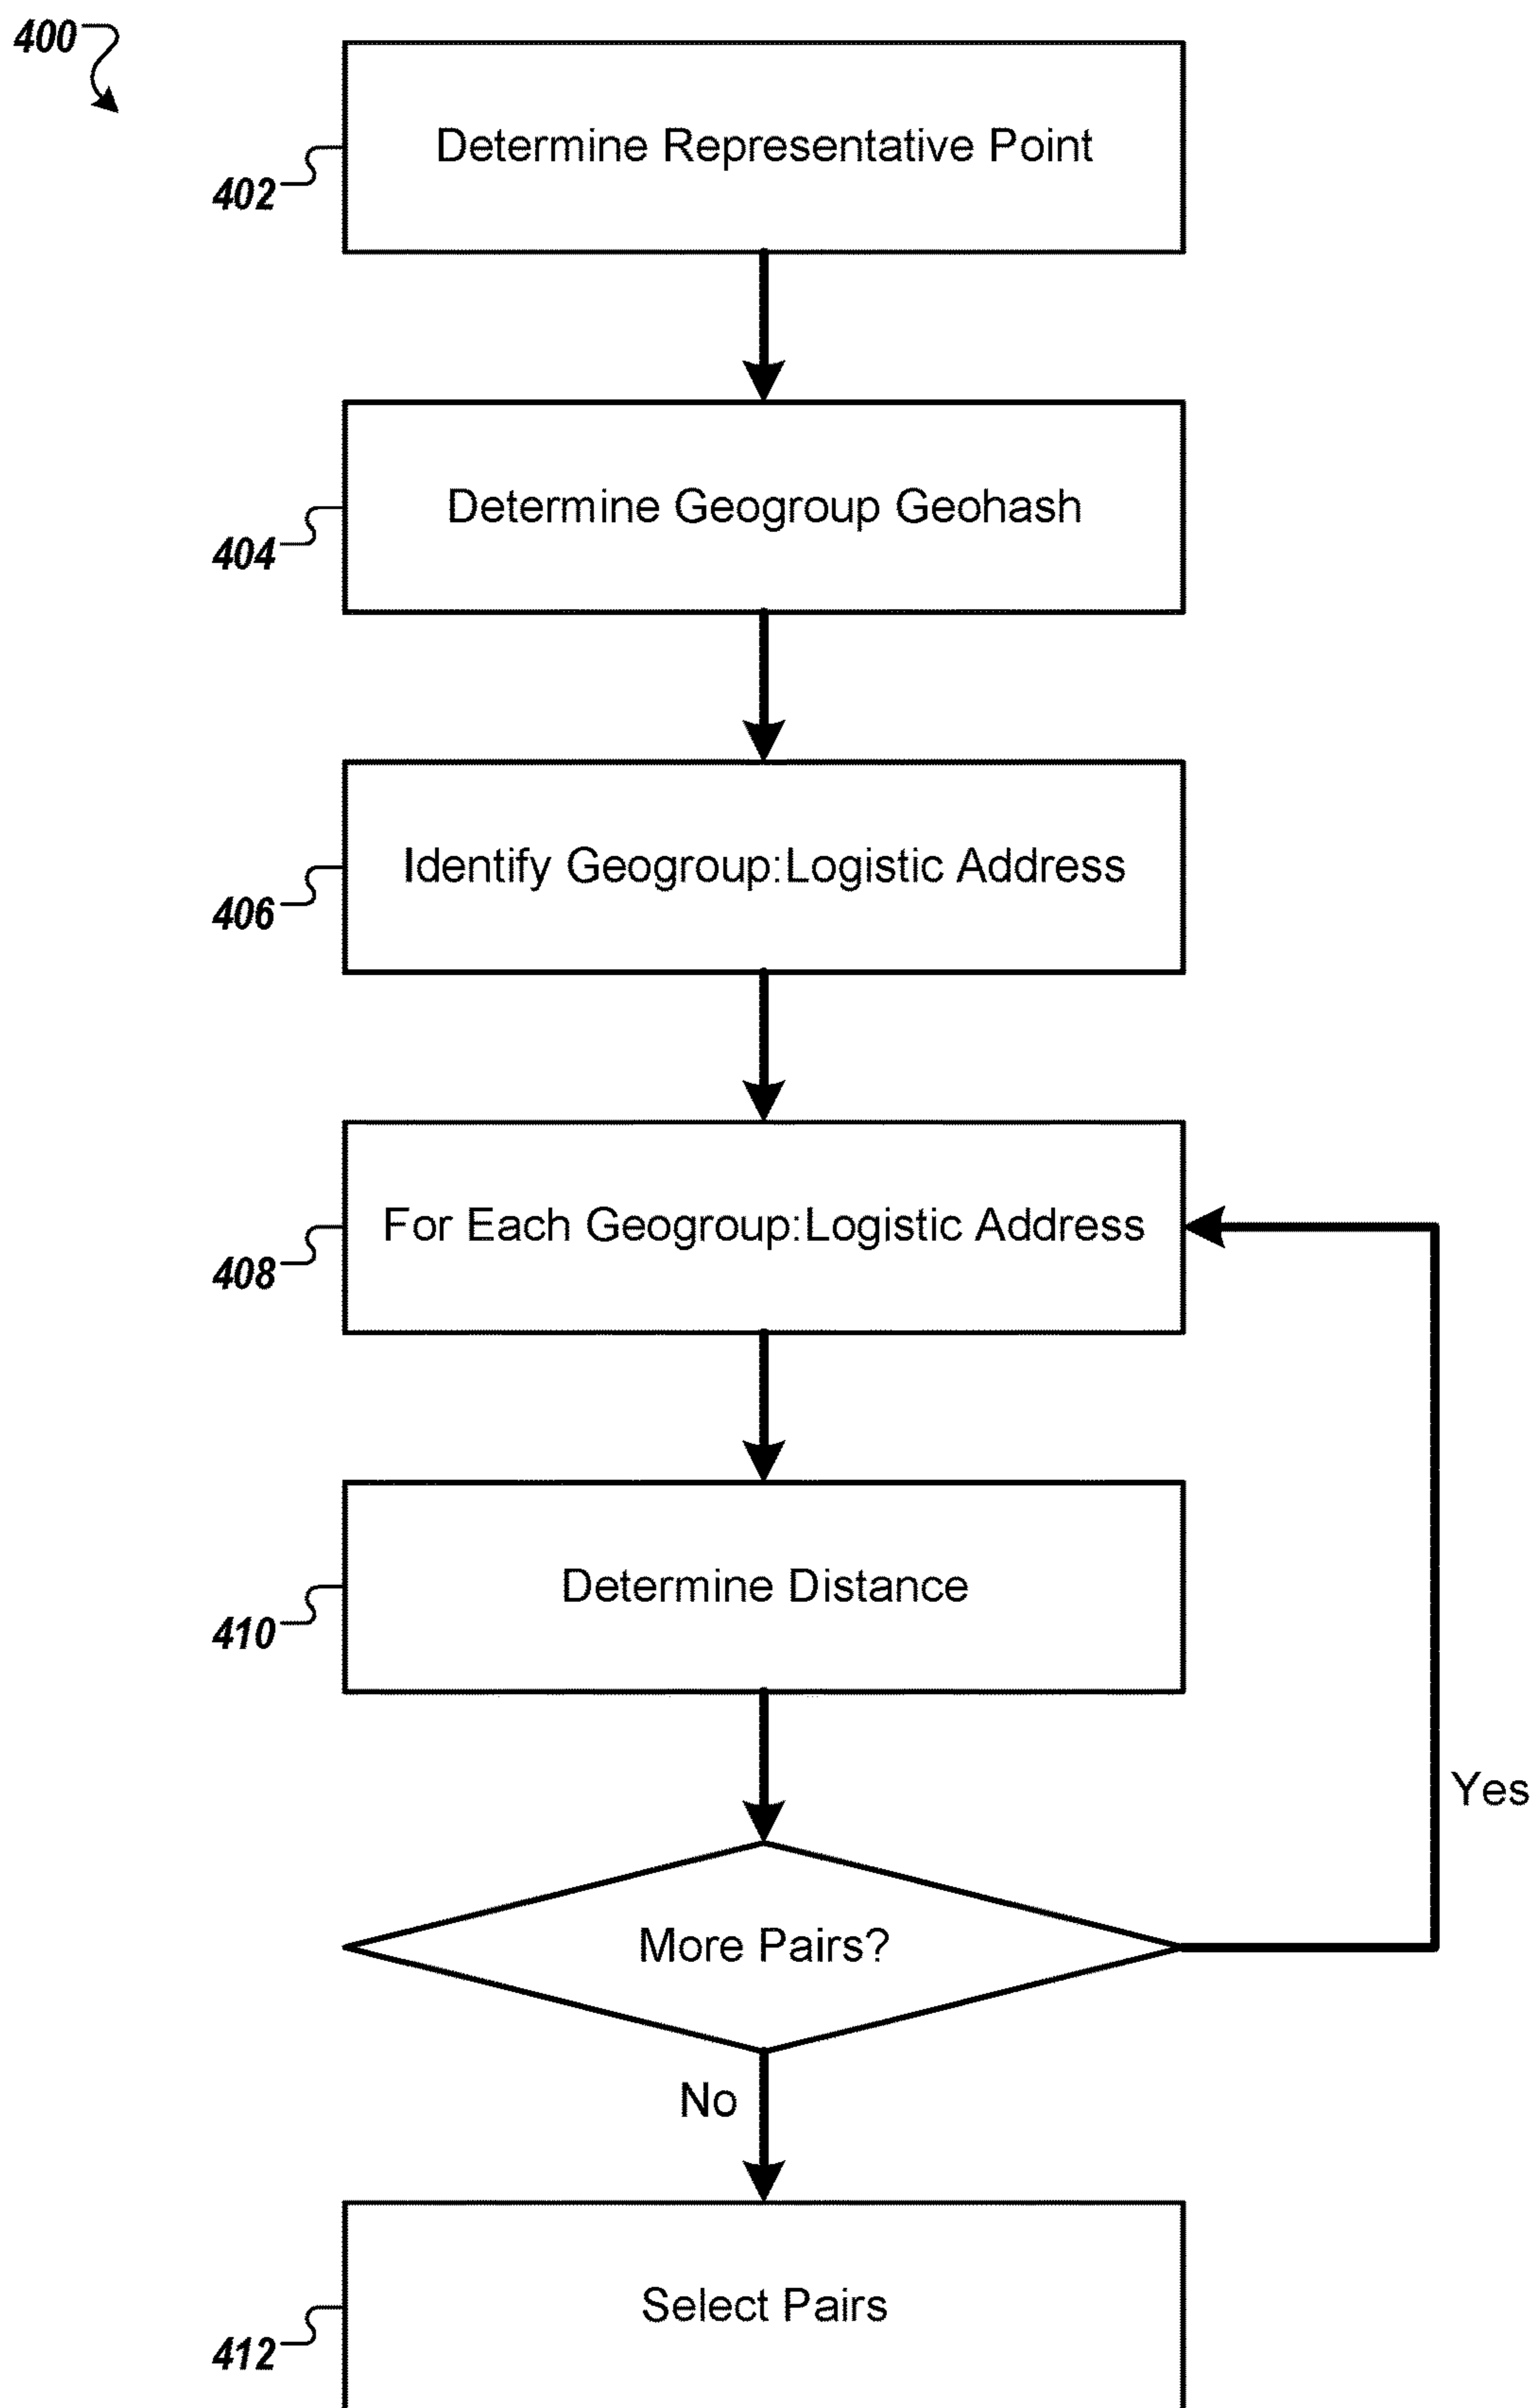 400
Determine Representative Point
402
Determine Geogroup Geohash
404
Identify Geogroup:Logistic Address
406
For Each Geogroup:Logistic Address
408
Determine Distance
410
Yes
More Pairs?
No
Select Pairs
412